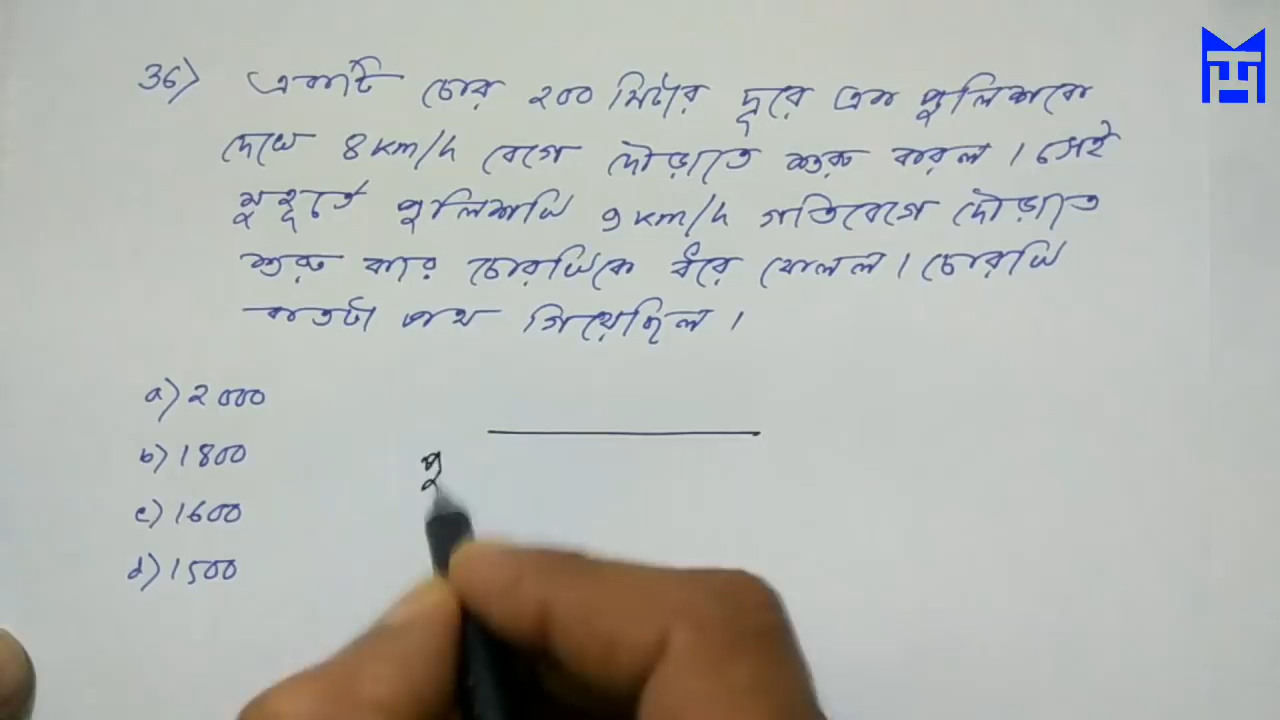 36) একটি চোর 200 মিটার দূরে এক পুলিশকে
দেখে 8 km/h বেগে দৌড়াতে শুরু করল। সেই
মুহূর্তে পুলিশটি 9 km/h গতিবেগে দৌড়াতে
শুরু করে চোরটিকে ধরে ফেলল। চোরটি
কতটা পথ গিয়েছিল।
a) 2000
b) 1800
c) 1600
d) 1500
পু